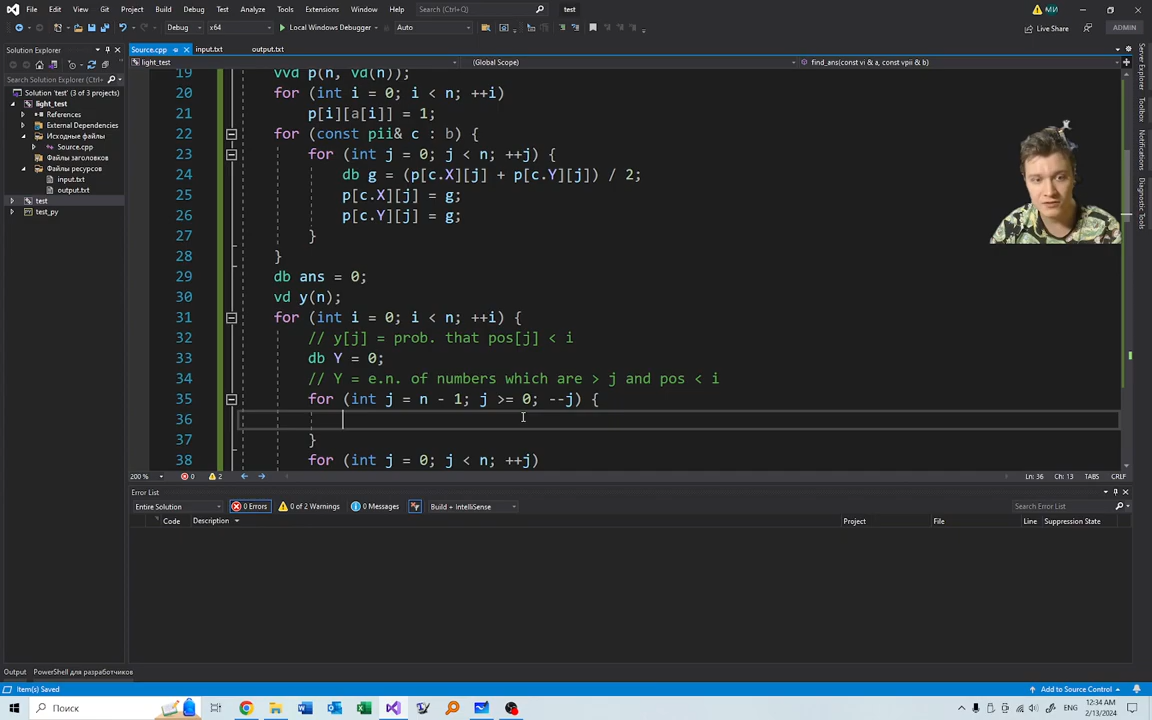 File Edit View Git Project Build Debug Test Analyze Tools Extensions Window Help Search (Ctrl+Q) test МИ
Debug x64 Local Windows Debugger Auto Live Share ADMIN
Solution Explorer
Search Solution Explorer (Ctrl+
Solution 'test' (3 of 3 projects)
light_test
References
External Dependencies
Исходные файлы
Source.cpp
Файлы заголовков
Файлы ресурсов
input.txt
output.txt
test
test_py
Source.cpp input.txt output.txt
light_test (Global Scope) find_ans(const vi & a, const vpii & b)
19 vvd p(n, vd(n));
20 for (int i = 0; i < n; ++i)
21 p[i][a[i]] = 1;
22 for (const pii& c : b) {
23 for (int j = 0; j < n; ++j) {
24 db g = (p[c.X][j] + p[c.Y][j]) / 2;
25 p[c.X][j] = g;
26 p[c.Y][j] = g;
27 }
28 }
29 db ans = 0;
30 vd y(n);
31 for (int i = 0; i < n; ++i) {
32 // y[j] = prob. that pos[j] < i
33 db Y = 0;
34 // Y = e.n. of numbers which are > j and pos < i
35 for (int j = n - 1; j >= 0; --j) {
36
37 }
38 for (int j = 0; j < n; ++j)
200 % 0 2 Ln: 36 Ch: 13 TABS CRLF
Error List
Entire Solution 0 Errors 0 of 2 Warnings 0 Messages Build + IntelliSense Search Error List
Code Description Project File Line Suppression State
Server Explorer
Toolbox
Notifications
Diagnostic Tools
Output PowerShell для разработчиков
Item(s) Saved Add to Source Control
Поиск ENG 12:34 AM
2/13/2024